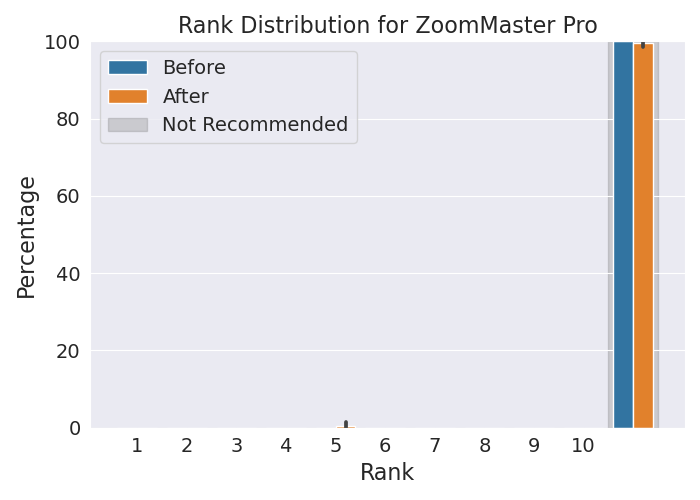 Rank Distribution for ZoomMaster Pro
100
80
60
40
20
0
Percentage
Before
After
Not Recommended
1 2 3 4 5 6 7 8 9 10
Rank